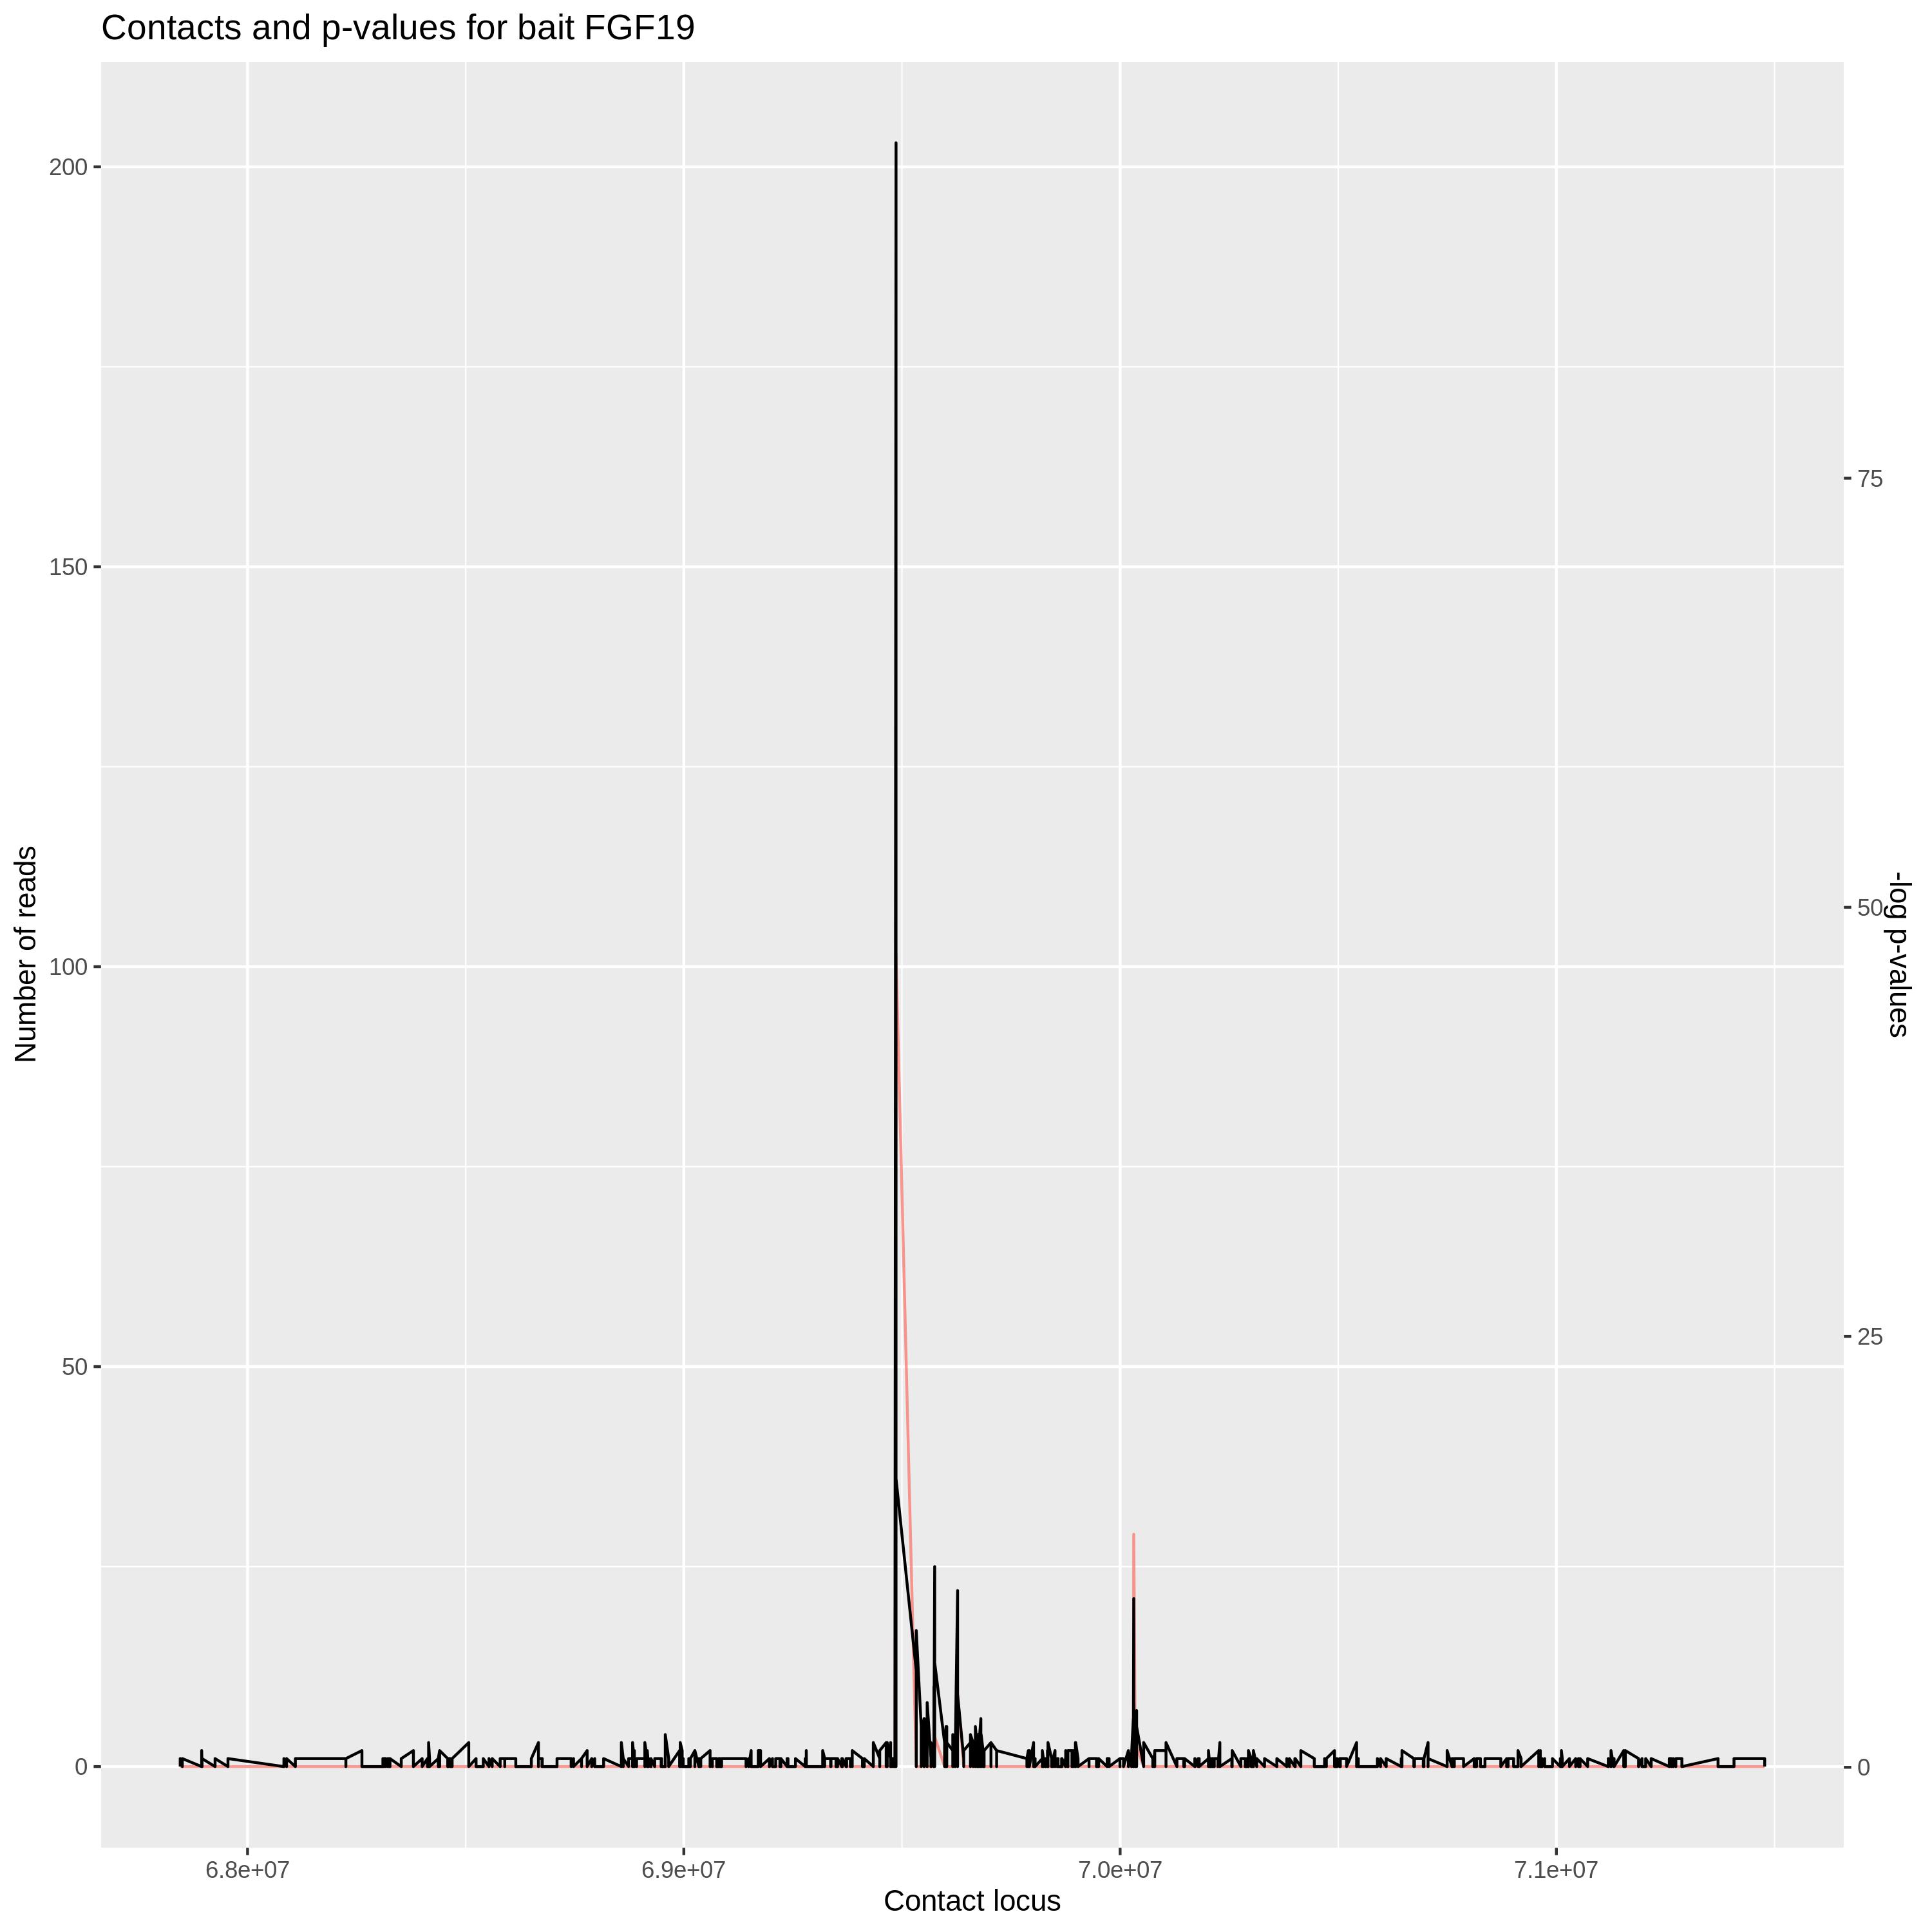 Contacts and p-values for bait FGF19
Number of reads
200
150
100
50
0
75
50
25
0
-log p-values
6.8e+07
6.9e+07
7.0e+07
7.1e+07
Contact locus